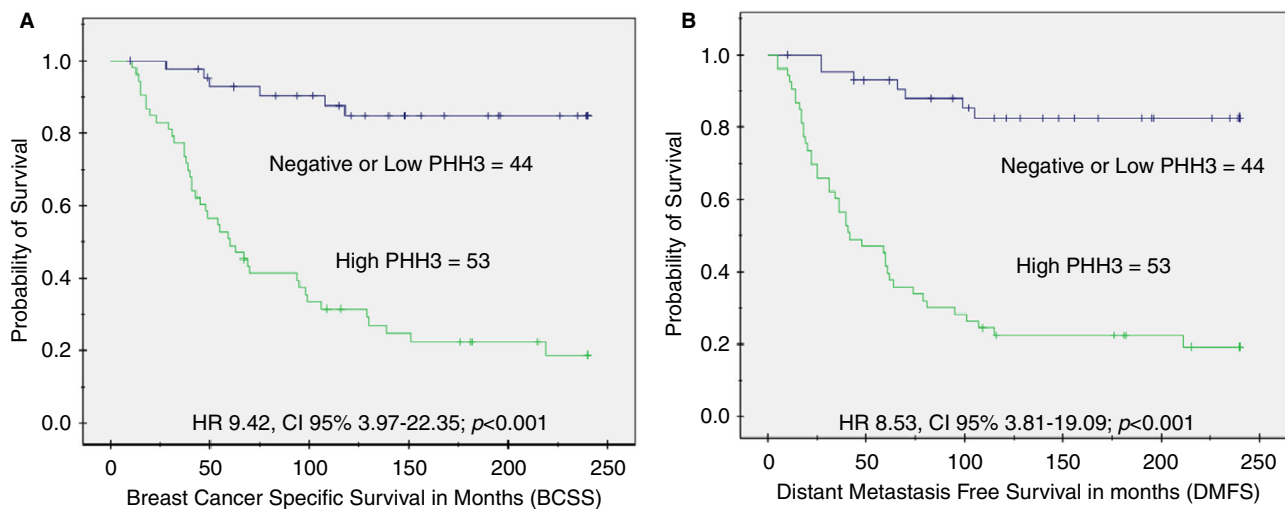 A
1.0
0.8
0.6
0.4
0.2
0.0
Probability of Survival
Negative or Low PHH3 = 44
High PHH3 = 53
HR 9.42, CI 95% 3.97-22.35; p<0.001
0 50 100 150 200 250
Breast Cancer Specific Survival in Months (BCSS)
B
1.0
0.8
0.6
0.4
0.2
0.0
Probability of Survival
Negative or Low PHH3 = 44
High PHH3 = 53
HR 8.53, CI 95% 3.81-19.09; p<0.001
0 50 100 150 200 250
Distant Metastasis Free Survival in months (DMFS)